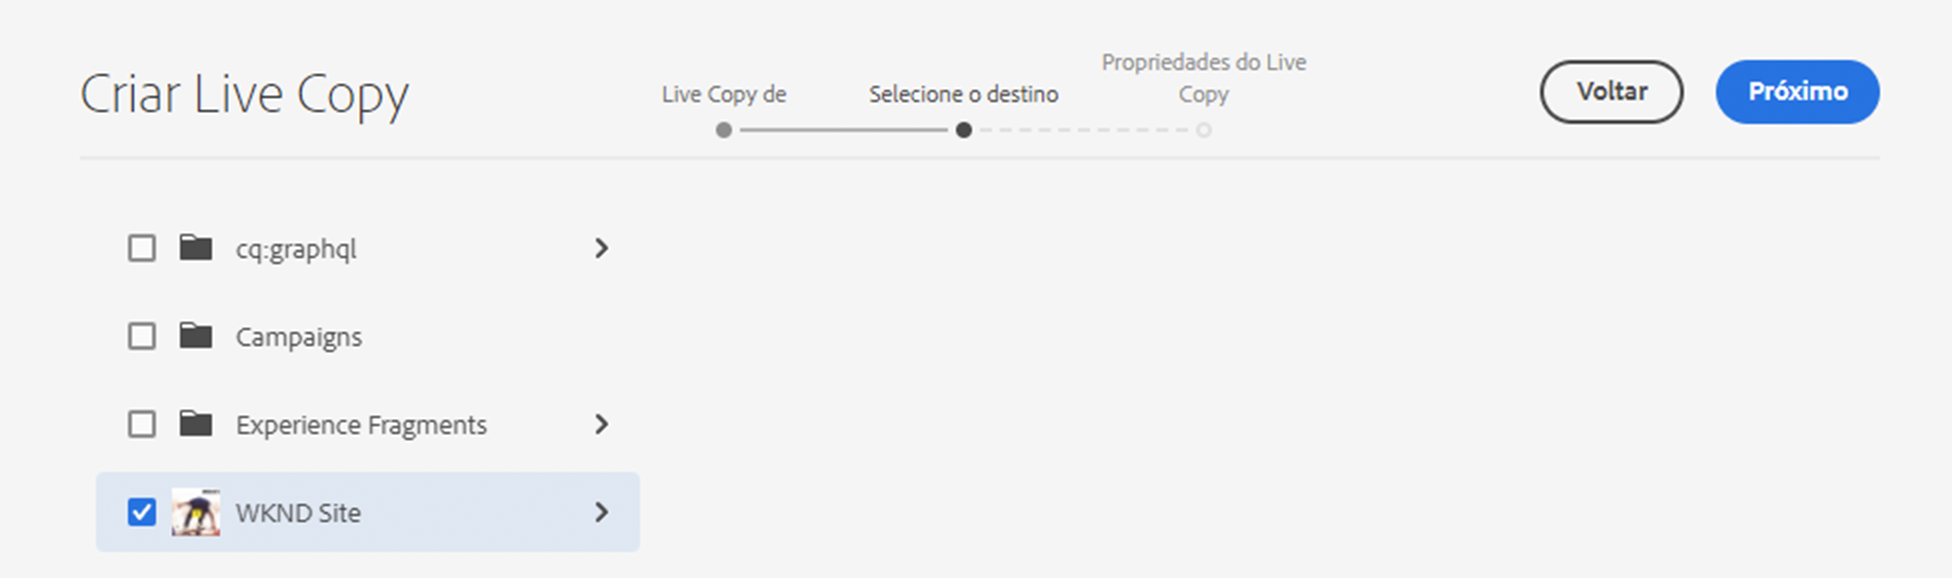 Criar Live Copy
Live Copy de
Selecione o destino
Propriedades do Live
Copy
Voltar
Próximo
cq:graphql
Campaigns
Experience Fragments
WKND Site